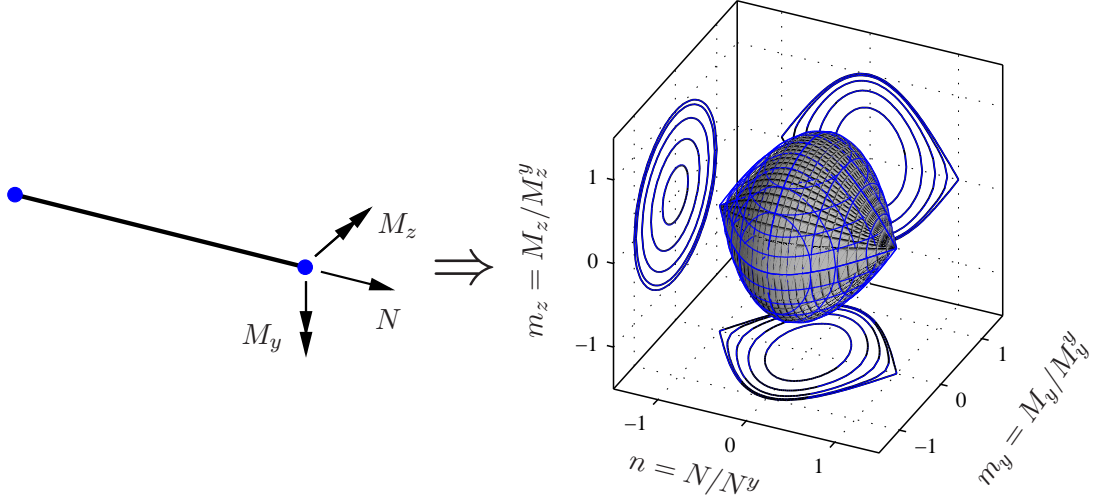 M_z
N
M_y
⇒
m_z = M_z/M_z^y
1
0
−1
−1
0
1
n = N/N^y
−1
0
1
m_y = M_y/M_y^y